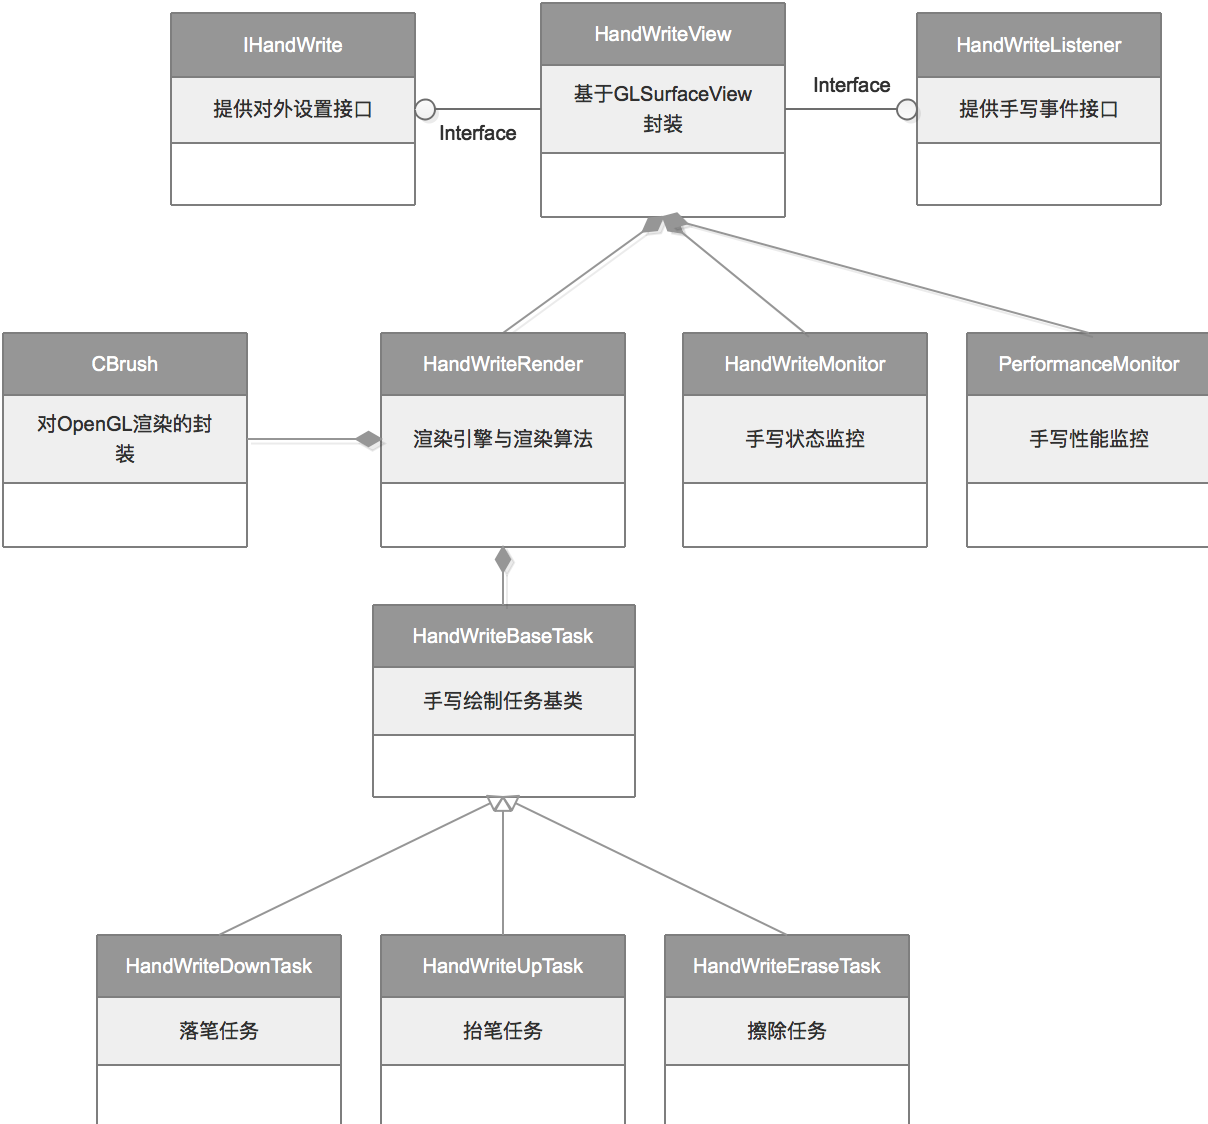 IHandWrite
提供对外设置接口
Interface
HandWriteView
基于GLSurfaceView
封装
Interface
HandWriteListener
提供手写事件接口
CBrush
对OpenGL渲染的封
装
HandWriteRender
渲染引擎与渲染算法
HandWriteMonitor
手写状态监控
PerformanceMonitor
手写性能监控
HandWriteBaseTask
手写绘制任务基类
HandWriteDownTask
落笔任务
HandWriteUpTask
抬笔任务
HandWriteEraseTask
擦除任务